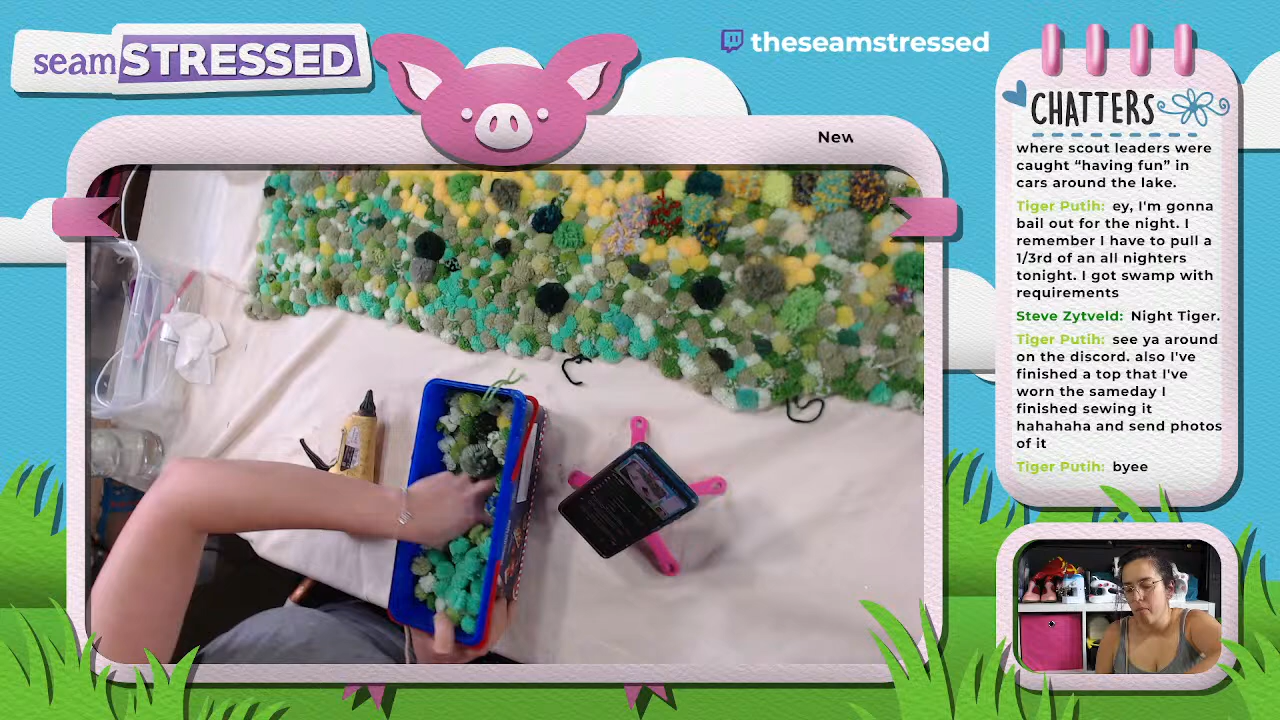 seamSTRESSED
theseamstressed
New
CHATTERS
where scout leaders were
caught “having fun” in
cars around the lake.
Tiger Putih: ey, I'm gonna
bail out for the night. I
remember I have to pull a
1/3rd of an all nighters
tonight. I got swamp with
requirements
Steve Zytveld: Night Tiger.
Tiger Putih: see ya around
on the discord. also I've
finished a top that I've
worn the sameday I
finished sewing it
hahahaha and send photos
of it
Tiger Putih: byee